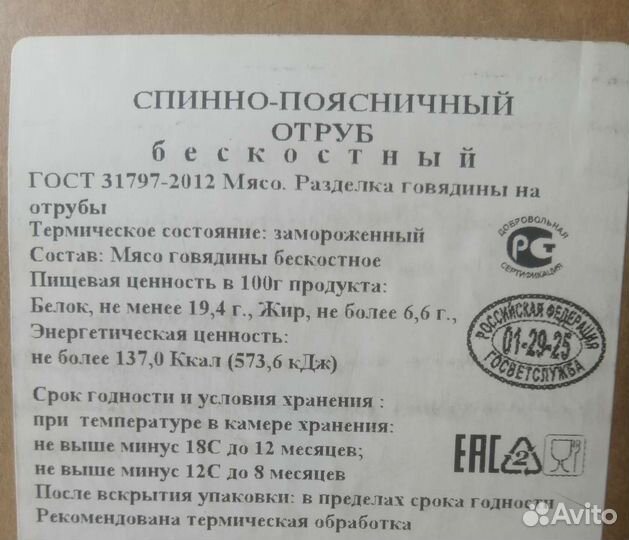 СПИННО-ПОЯСНИЧНЫЙ
ОТРУБ
бескостный
ГОСТ 31797-2012 Мясо. Разделка говядины на
отрубы
Термическое состояние: замороженный
Состав: Мясо говядины бескостное
Пищевая ценность в 100г продукта:
Белок, не менее 19,4 г., Жир, не более 6,6 г.,
Энергетическая ценность:
не более 137,0 Ккал (573,6 кДж)
ДОБРОВОЛЬНАЯ
РСТ
СЕРТИФИКАЦИЯ
РОССИЙСКАЯ ФЕДЕРАЦИЯ
01-29-25
ГОСВЕТСЛУЖБА
Срок годности и условия хранения :
при температуре в камере хранения:
не выше минус 18С до 12 месяцев;
не выше минус 12С до 8 месяцев
После вскрытия упаковки: в пределах срока годности
Рекомендована термическая обработка
ЕАС
2
Avito